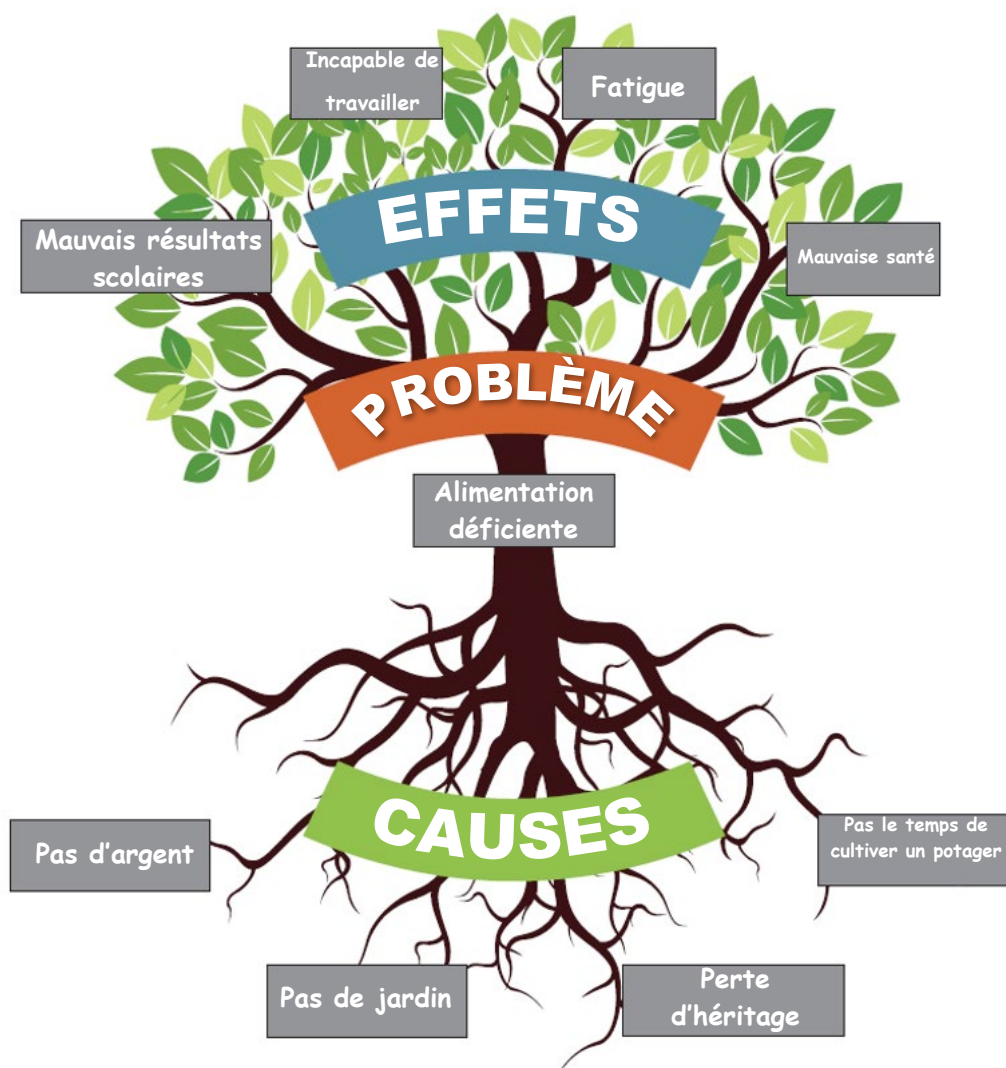 Incapable de
travailler
Fatigue
EFFETS
Mauvais résultats
scolaires
Mauvaise santé
PROBLÈME
Alimentation
déficiente
CAUSES
Pas d'argent
Pas le temps de
cultiver un potager
Pas de jardin
Perte
d'héritage